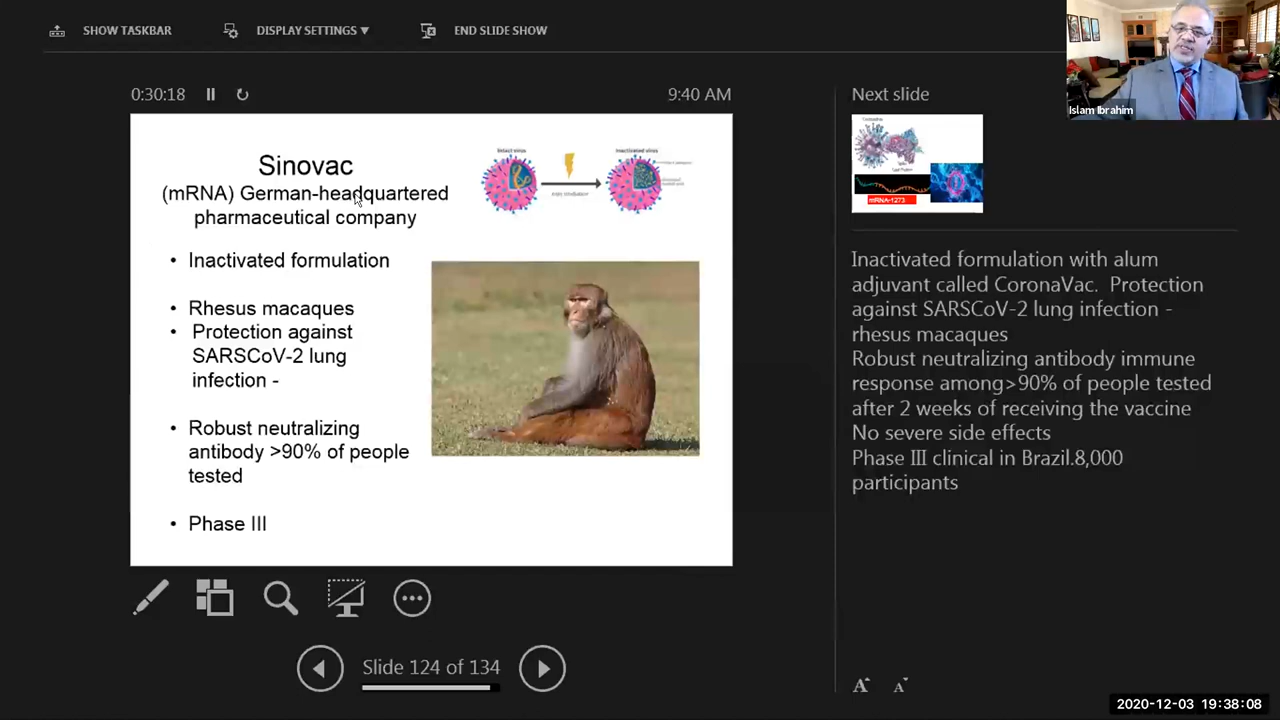 SHOW TASKBAR
DISPLAY SETTINGS ▼
END SLIDE SHOW
0:30:18
9:40 AM
Next slide
Islam Ibrahim
Sinovac
(mRNA) German-headquartered
pharmaceutical company
Intact virus
Inactivated virus
• Inactivated formulation
• Rhesus macaques
• Protection against
SARSCoV-2 lung
infection -
• Robust neutralizing
antibody >90% of people
tested
• Phase III
mRNA-1273
Inactivated formulation with alum
adjuvant called CoronaVac. Protection
against SARSCoV-2 lung infection -
rhesus macaques
Robust neutralizing antibody immune
response among>90% of people tested
after 2 weeks of receiving the vaccine
No severe side effects
Phase III clinical in Brazil.8,000
participants
Slide 124 of 134
A A
2020-12-03 19:38:08